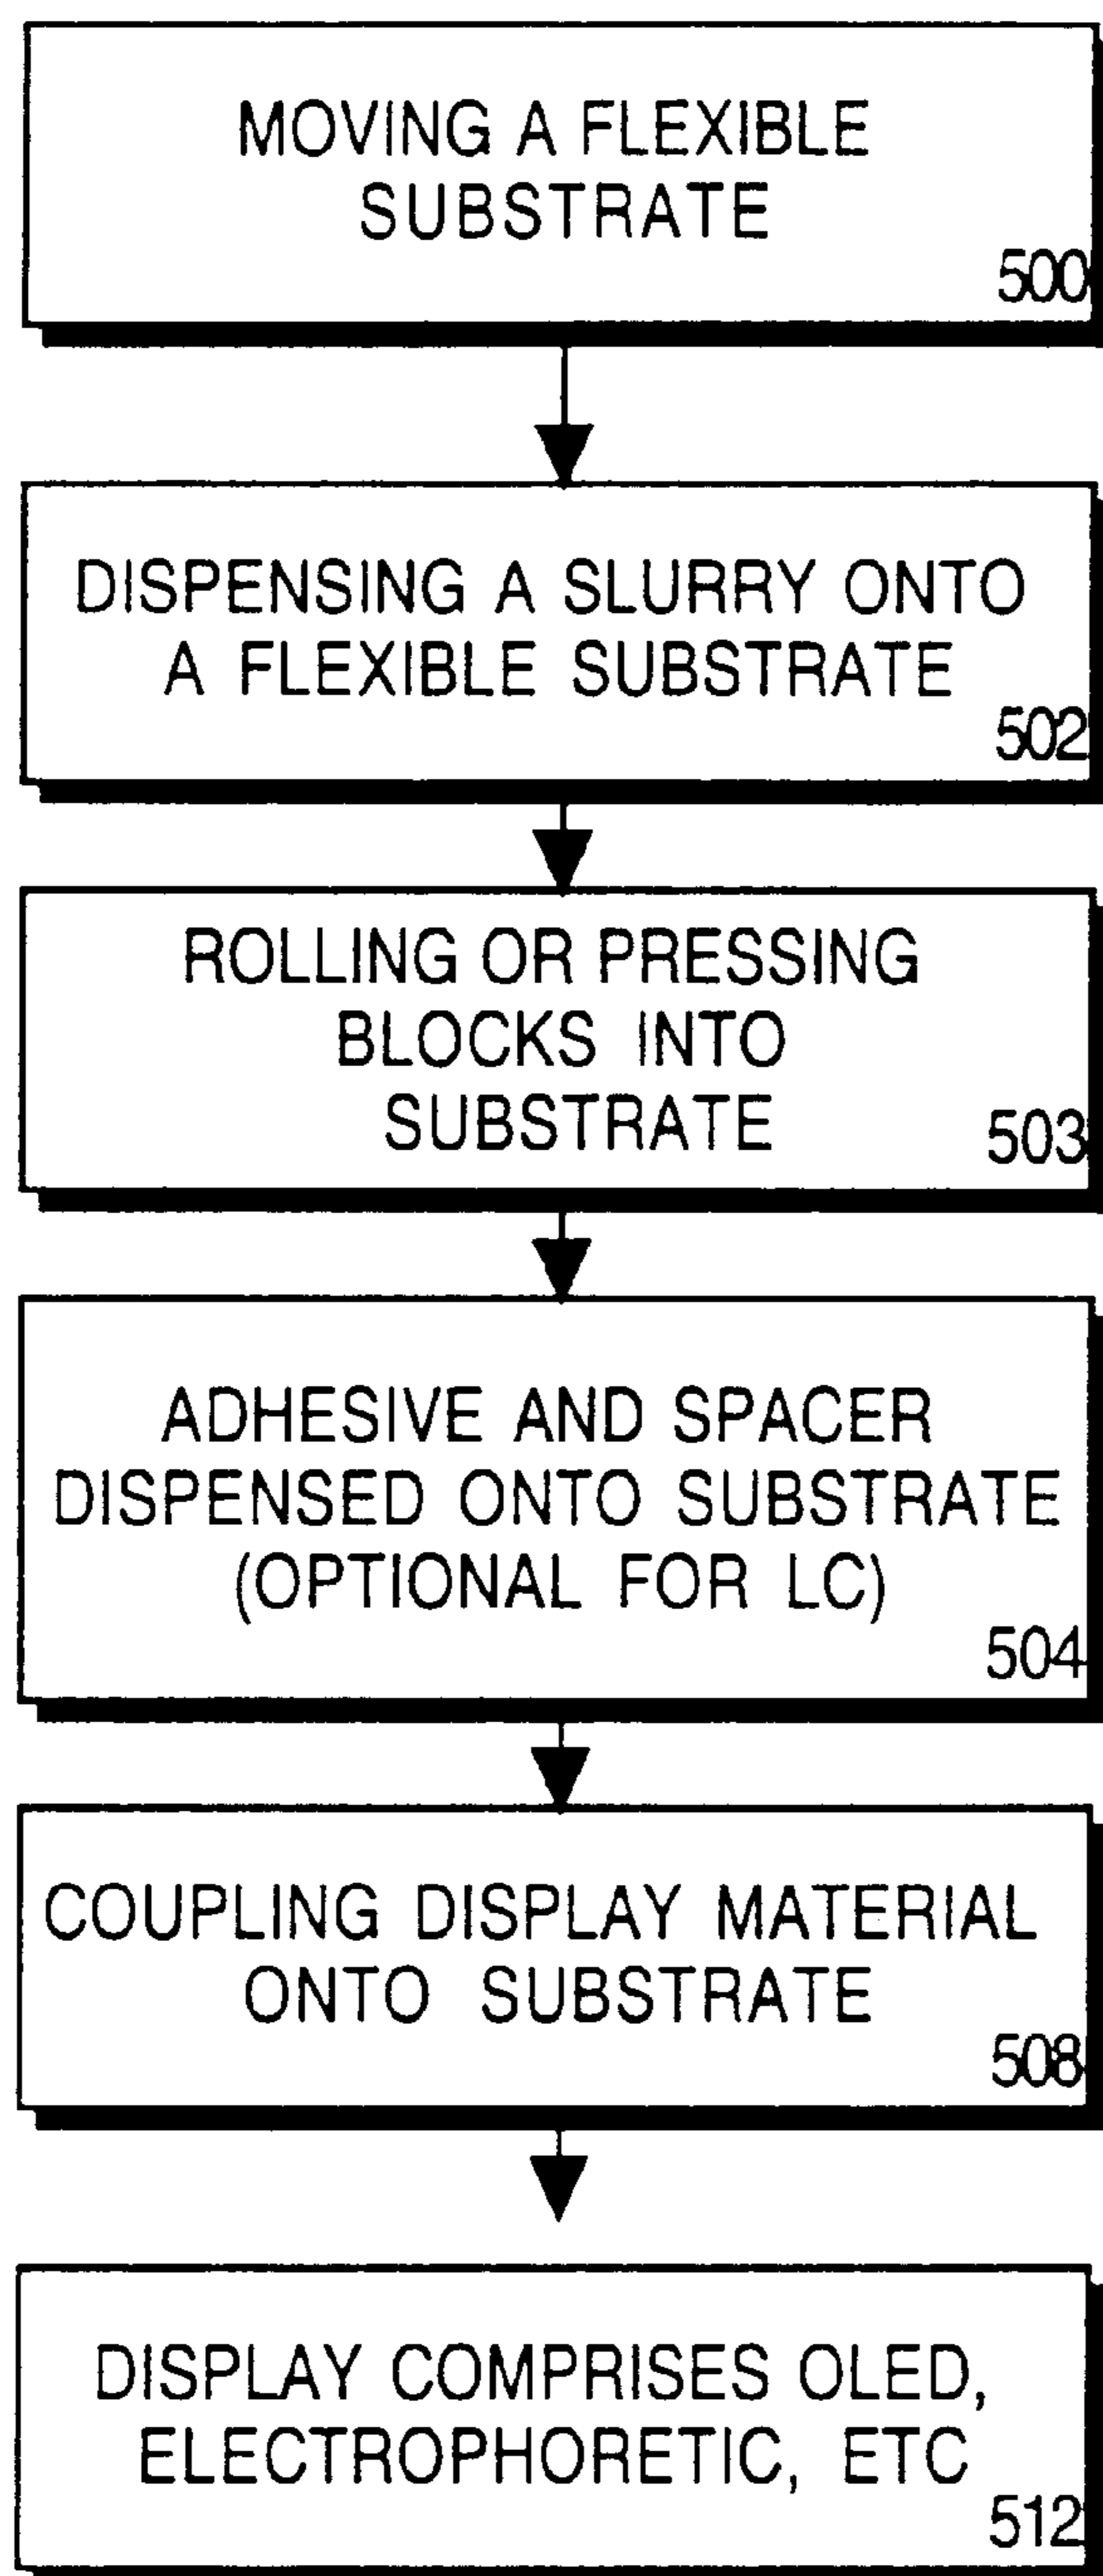 MOVING A FLEXIBLE
SUBSTRATE
500
DISPENSING A SLURRY ONTO
A FLEXIBLE SUBSTRATE
502
ROLLING OR PRESSING
BLOCKS INTO
SUBSTRATE
503
ADHESIVE AND SPACER
DISPENSED ONTO SUBSTRATE
(OPTIONAL FOR LC)
504
COUPLING DISPLAY MATERIAL
ONTO SUBSTRATE
508
DISPLAY COMPRISES OLED,
ELECTROPHORETIC, ETC
512